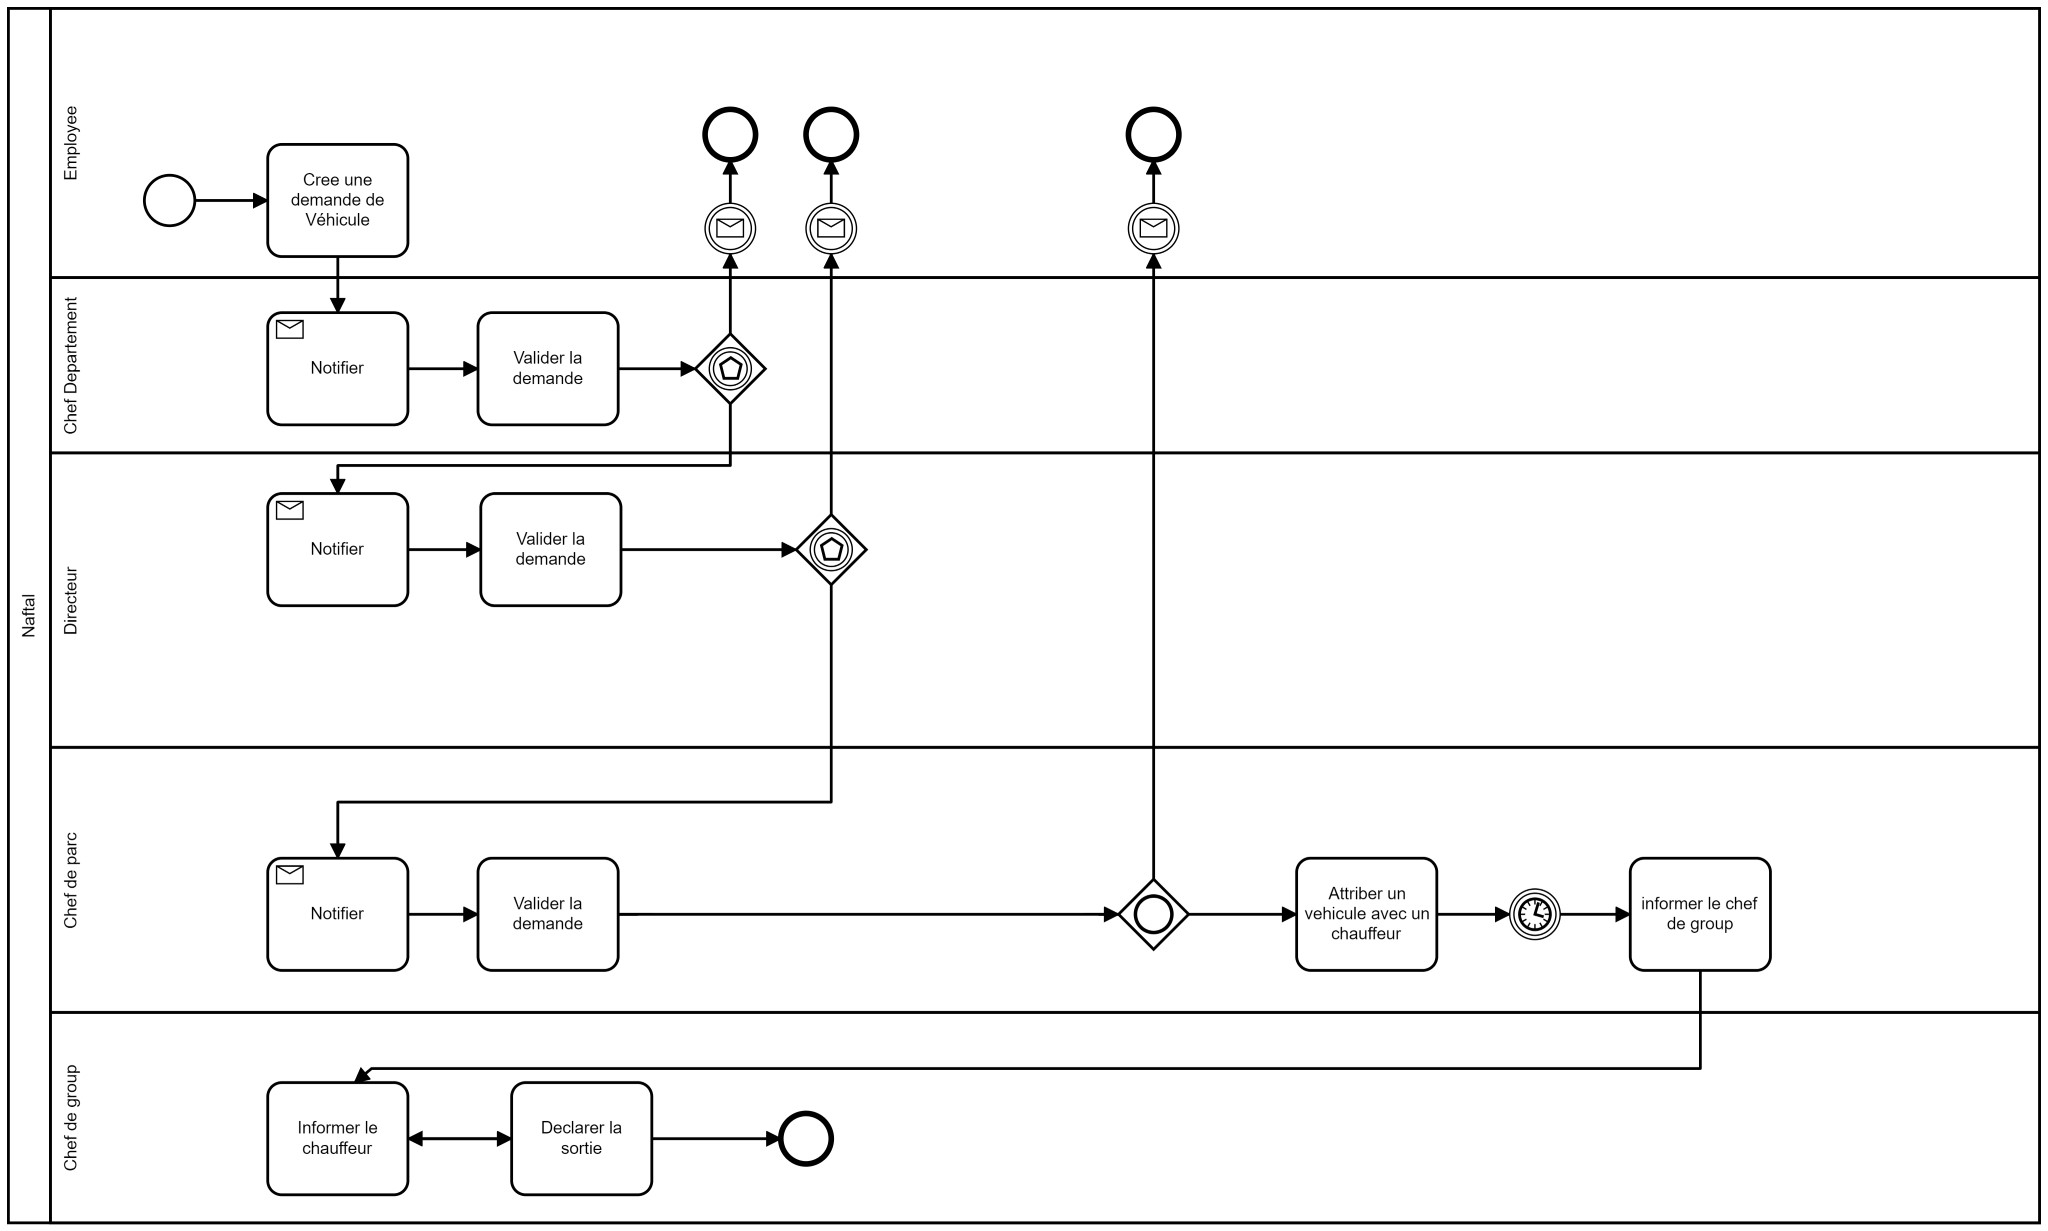 Naftal
Employee
Cree une
demande de
Véhicule
Chef Departement
Notifier
Valider la
demande
Directeur
Notifier
Valider la
demande
Chef de parc
Notifier
Valider la
demande
Attriber un
vehicule avec un
chauffeur
informer le chef
de group
Chef de group
Informer le
chauffeur
Declarer la
sortie